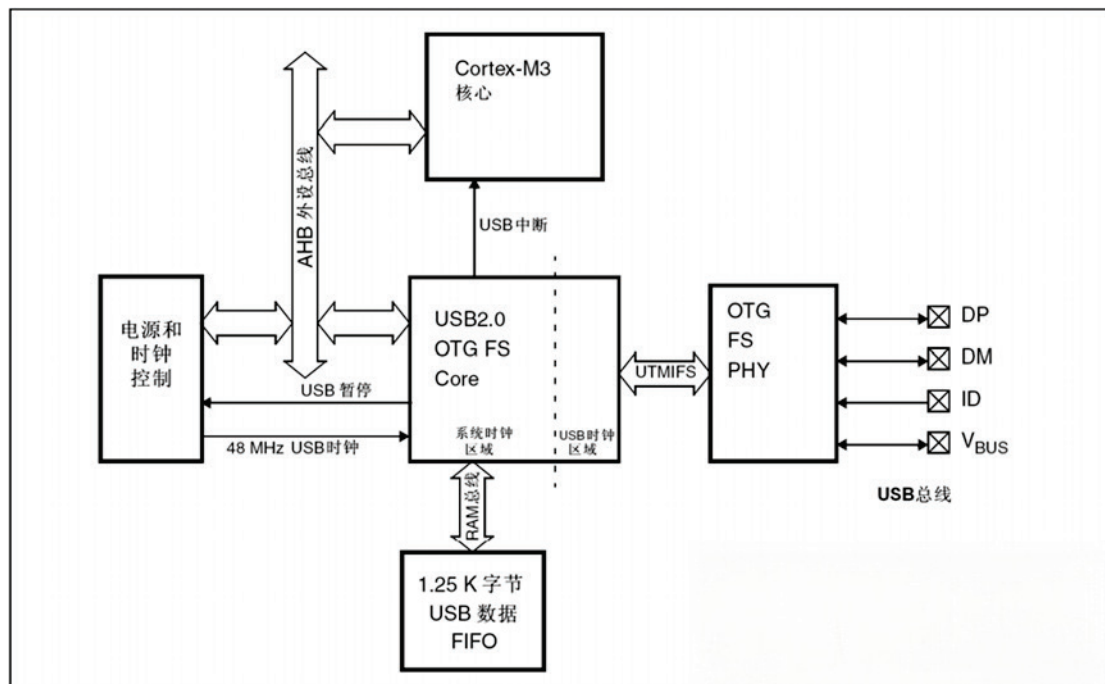 Cortex-M3
核心
AHB 外设总线
USB中断
电源和
时钟
控制
USB2.0
OTG FS
Core
系统时钟
区域
USB时钟
区域
USB 暂停
48 MHz USB时钟
UTMIFS
OTG
FS
PHY
DP
DM
ID
VBUS
USB总线
RAM总线
1.25 K 字节
USB 数据
FIFO